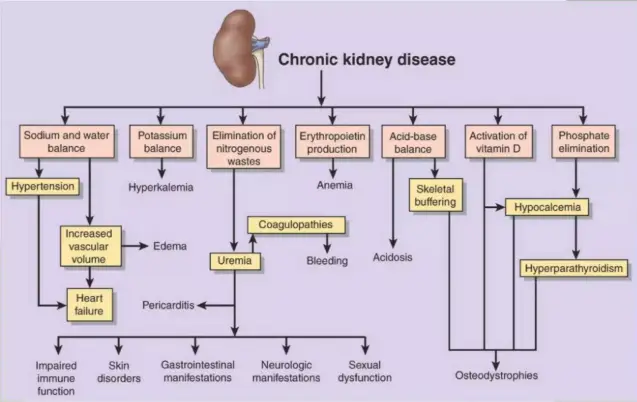 Chronic kidney disease
Sodium and water
balance
Potassium
balance
Elimination of
nitrogenous
wastes
Erythropoietin
production
Acid-base
balance
Activation of
vitamin D
Phosphate
elimination
Hypertension
Hyperkalemia
Anemia
Skeletal
buffering
Hypocalcemia
Increased
vascular
volume
Edema
Coagulopathies
Uremia
Bleeding
Acidosis
Hyperparathyroidism
Heart
failure
Pericarditis
Impaired
immune
function
Skin
disorders
Gastrointestinal
manifestations
Neurologic
manifestations
Sexual
dysfunction
Osteodystrophies